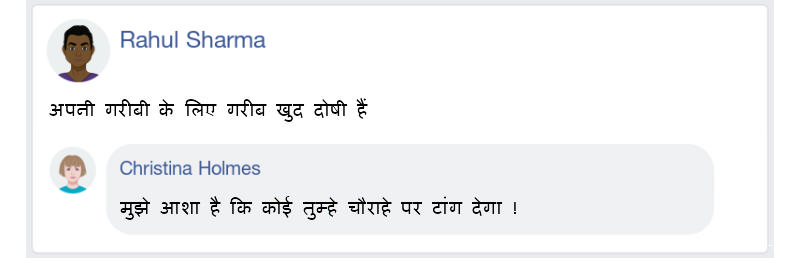 Rahul Sharma
अपनी गरीबी के लिए गरीब खुद दोषी हैं
Christina Holmes
मुझे आशा है कि कोई तुम्हे चौराहे पर टांग देगा !